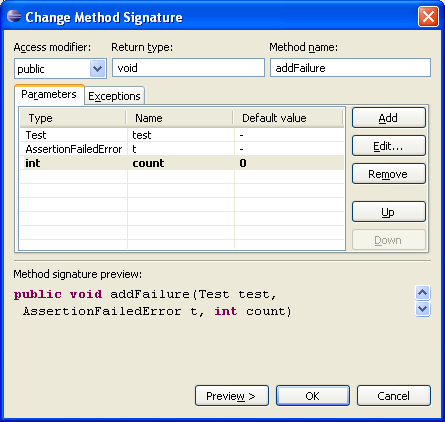 Change Method Signature
Access modifier: Return type: Method name:
public void addFailure
Parameters Exceptions
Type Name Default value
Test test -
AssertionFailedError t -
int count 0
Add
Edit...
Remove
Up
Down
Method signature preview:
public void addFailure(Test test,
AssertionFailedError t, int count)
Preview > OK Cancel